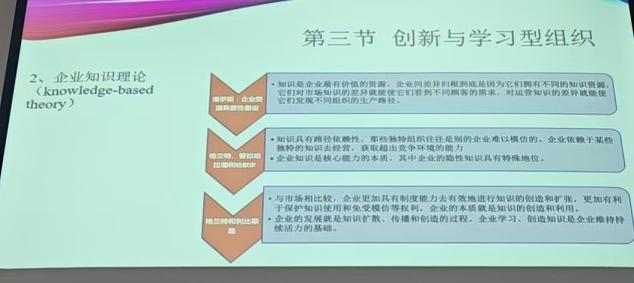 第三节 创新与学习型组织
2、企业知识理论
（knowledge-based
theory）
• 知识是企业最有价值的资源。企业间差异归根到底是因为它们拥有不同的知识资源，
它们对市场知识的差异就能使它们看到不同顾客的需求，对运营知识的差异就能使
它们发现不同组织的生产路径。
• 知识具有路径依赖性，那些独特组织往往是别的企业难以模仿的。企业依赖于某些
独特的知识去经营，获取超出竞争环境的能力
• 企业知识是核心能力的本质，其中企业的隐性知识具有特殊地位。
格兰特、
• 与市场相比较，企业更加具有制度能力去有效地进行知识的创造和扩张，更加有利
于保护知识使用和免受模仿等权利，企业的本质就是知识的创造和利用。
• 企业的发展就是知识扩散、传播和创造的过程。企业学习、创造知识是企业维持持
续活力的基础。
格兰特和利比斯